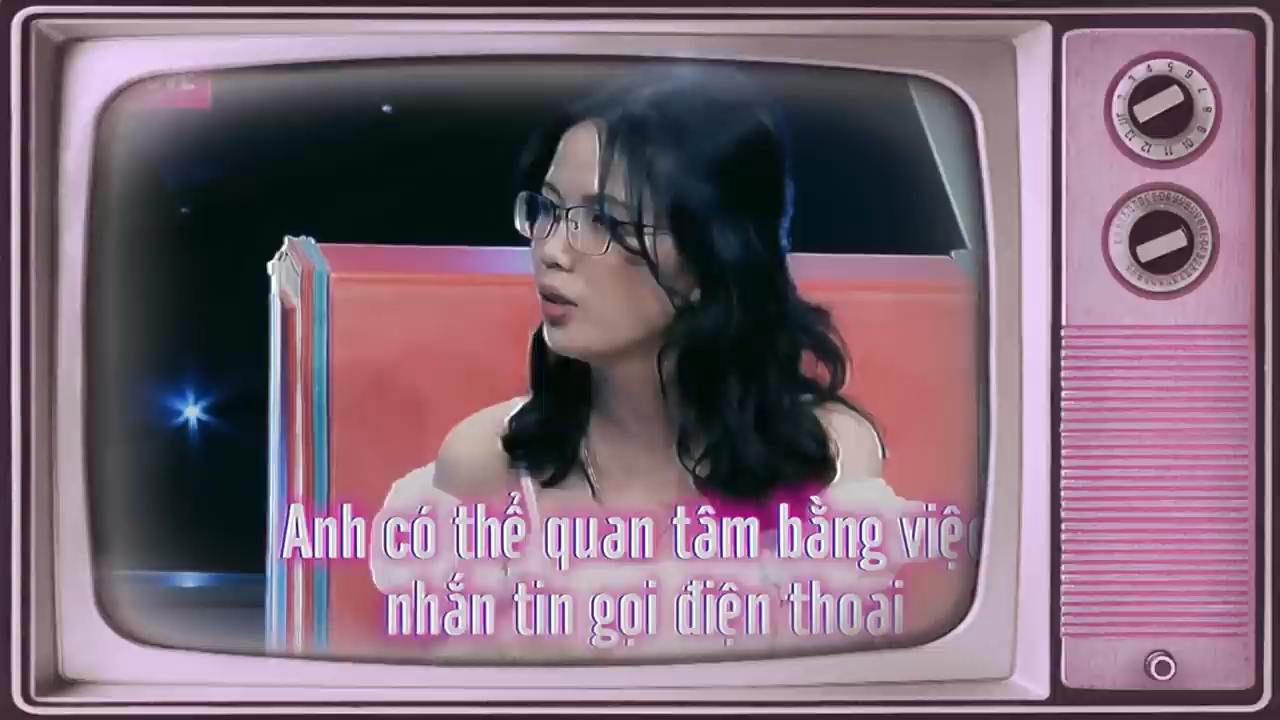 Anh có thể quan tâm bằng việc
nhắn tin gọi điện thoại